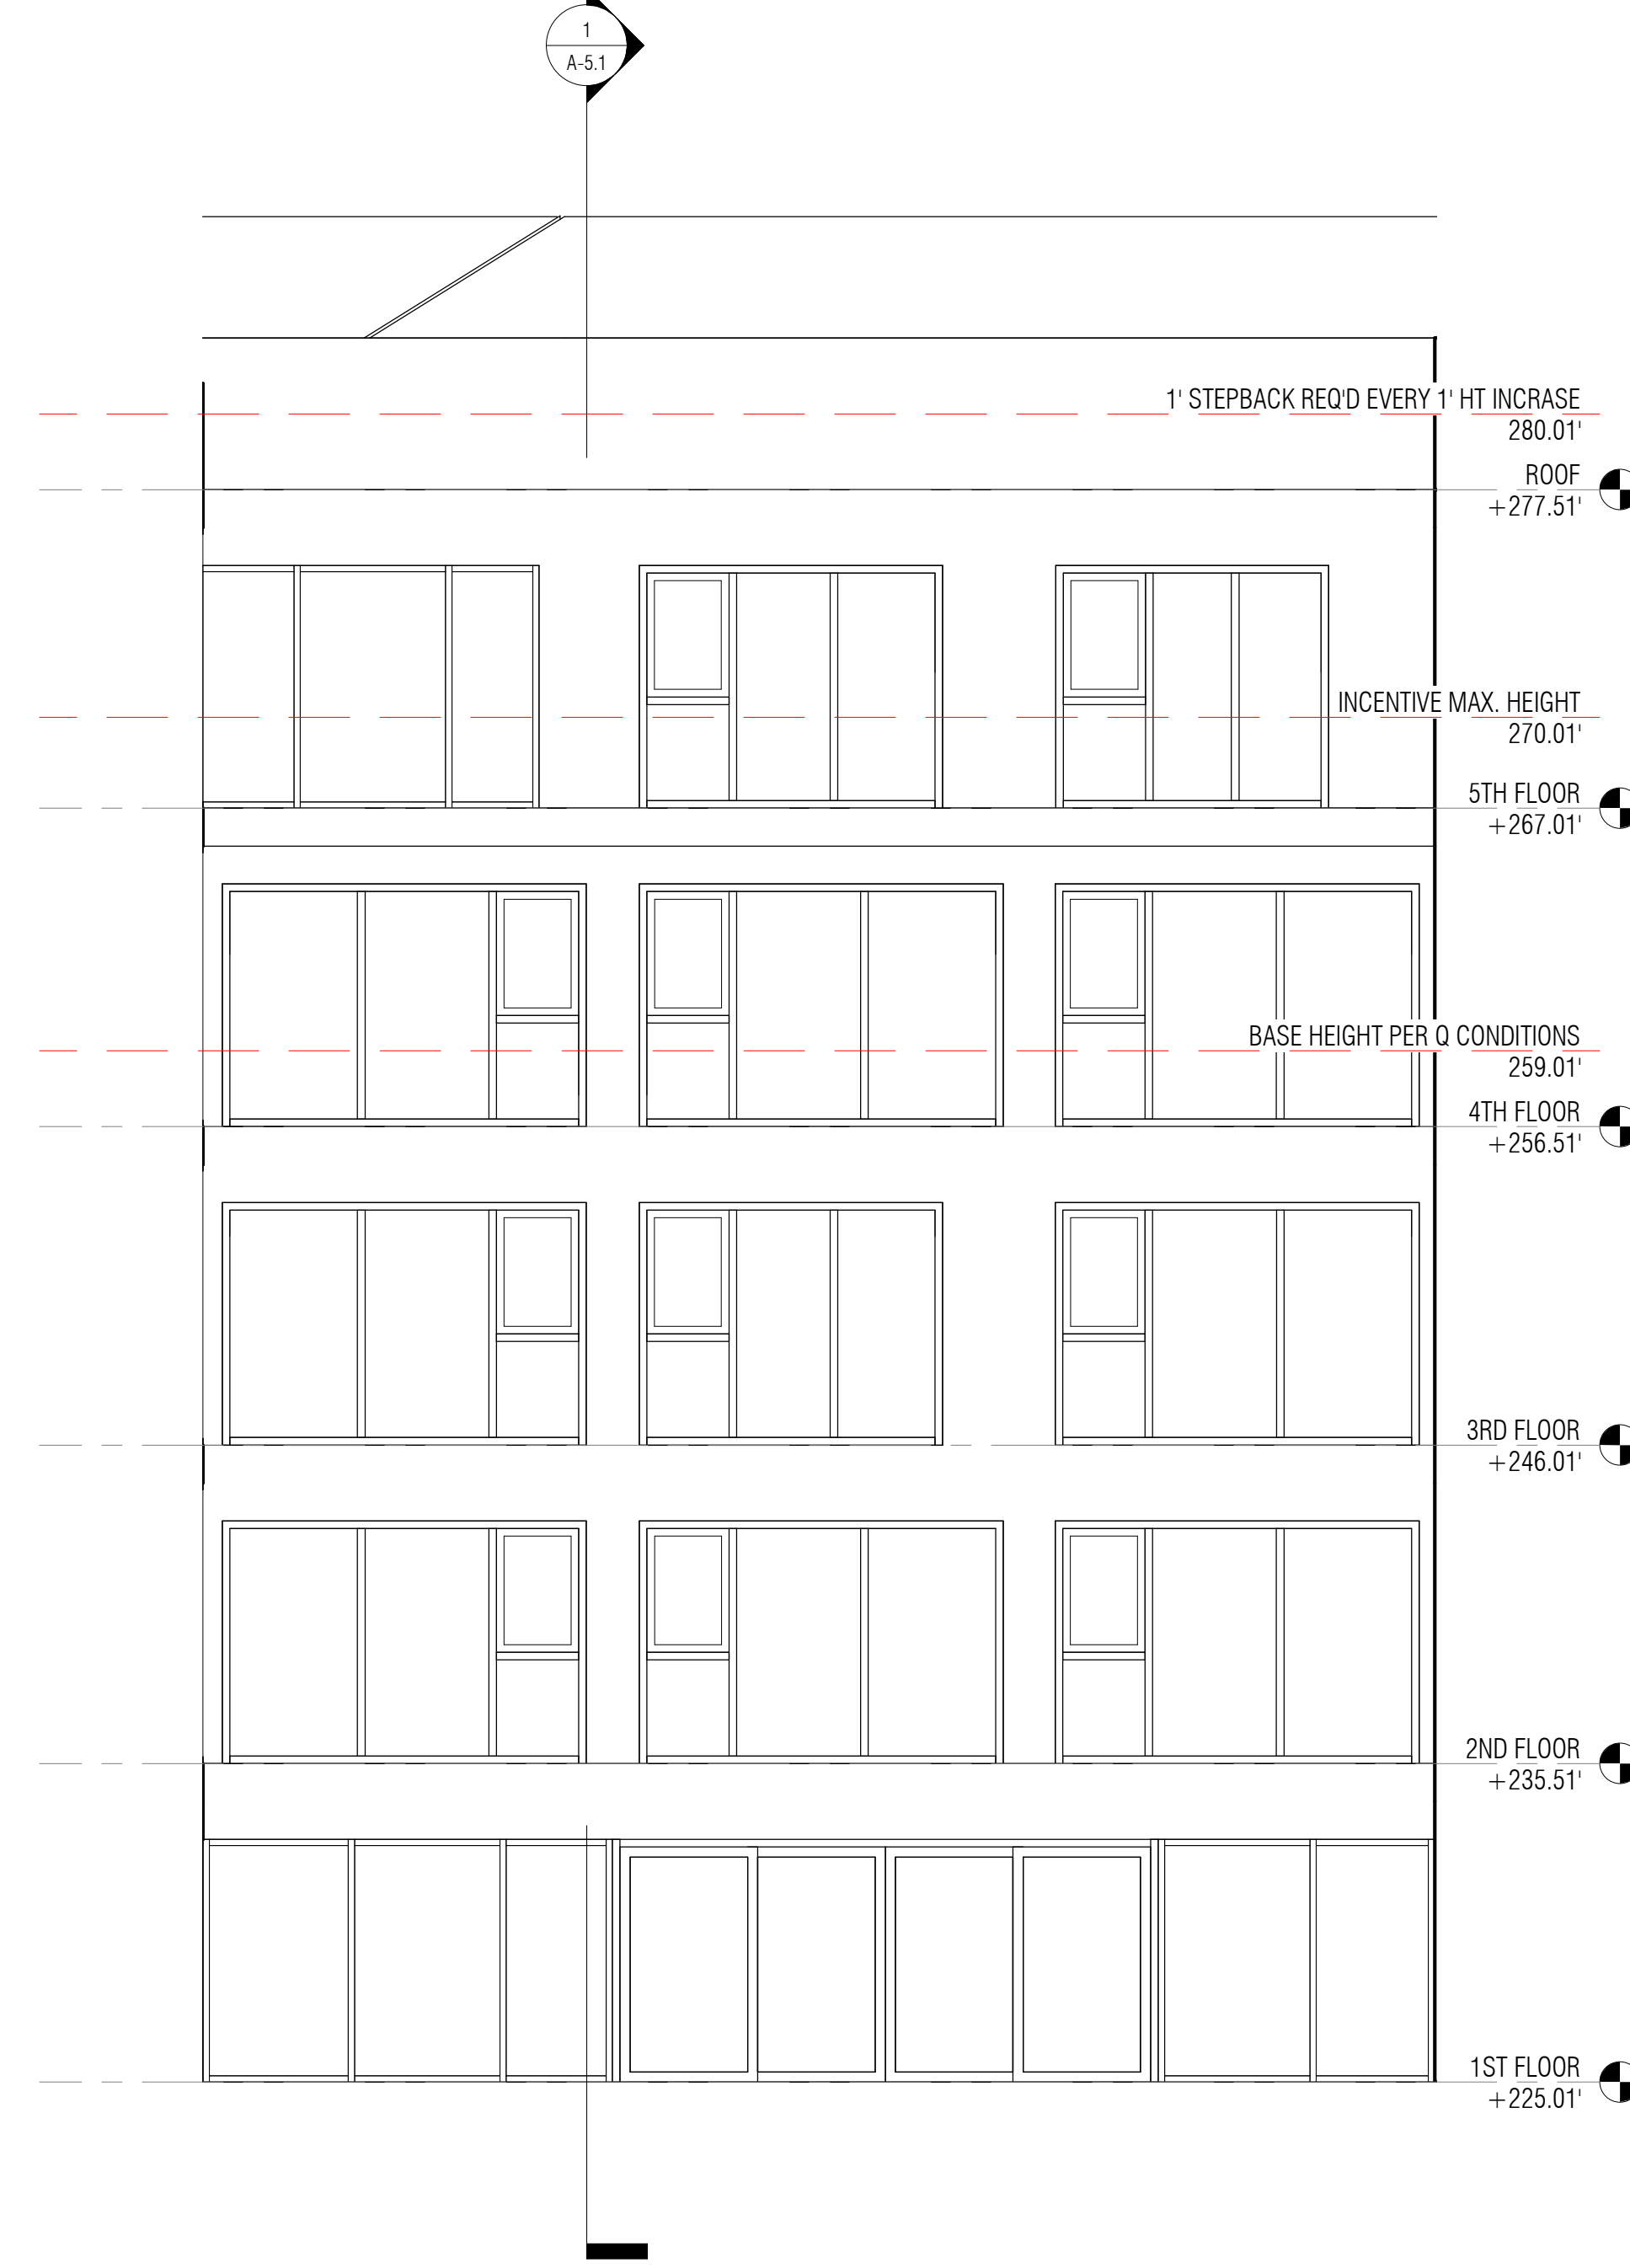 1
A-5.1
1' STEPBACK REQ'D EVERY 1' HT INCRASE
280.01'
ROOF
+277.51'
INCENTIVE MAX. HEIGHT
270.01'
5TH FLOOR
+267.01'
BASE HEIGHT PER Q CONDITIONS
259.01'
4TH FLOOR
+256.51'
3RD FLOOR
+246.01'
2ND FLOOR
+235.51'
1ST FLOOR
+225.01'